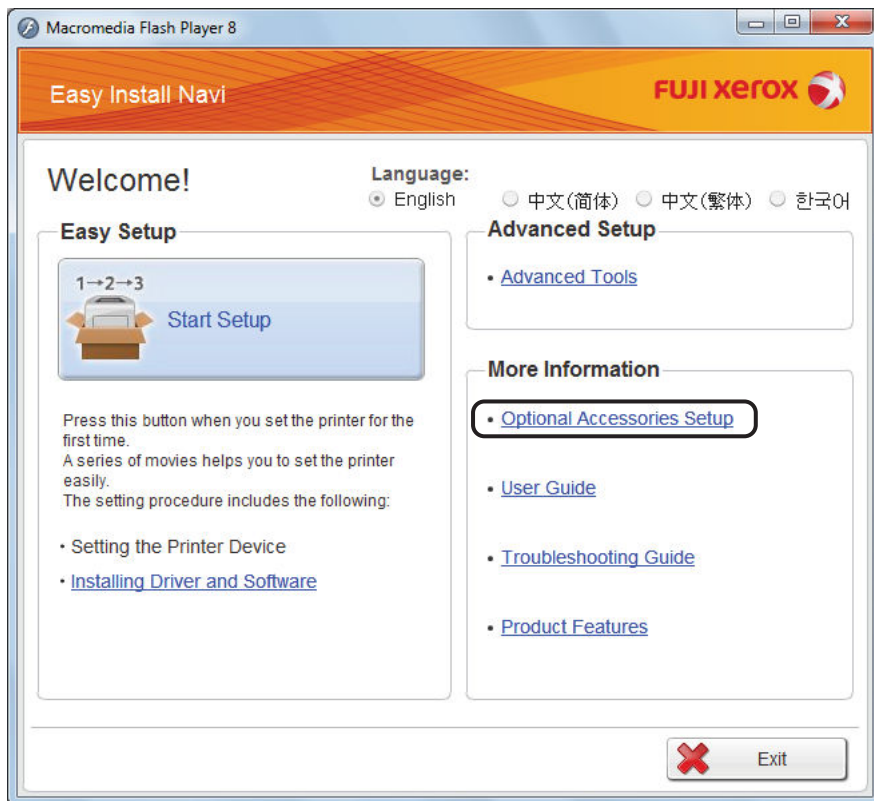 Macromedia Flash Player 8
Easy Install Navi
FUJI xerox
Welcome!
Language:
English 中文(简体) 中文(繁体) 한국어
Easy Setup
1→2→3
Start Setup
Press this button when you set the printer for the
first time.
A series of movies helps you to set the printer
easily.
The setting procedure includes the following:
· Setting the Printer Device
· Installing Driver and Software
Advanced Setup
• Advanced Tools
More Information
• Optional Accessories Setup
• User Guide
• Troubleshooting Guide
• Product Features
Exit